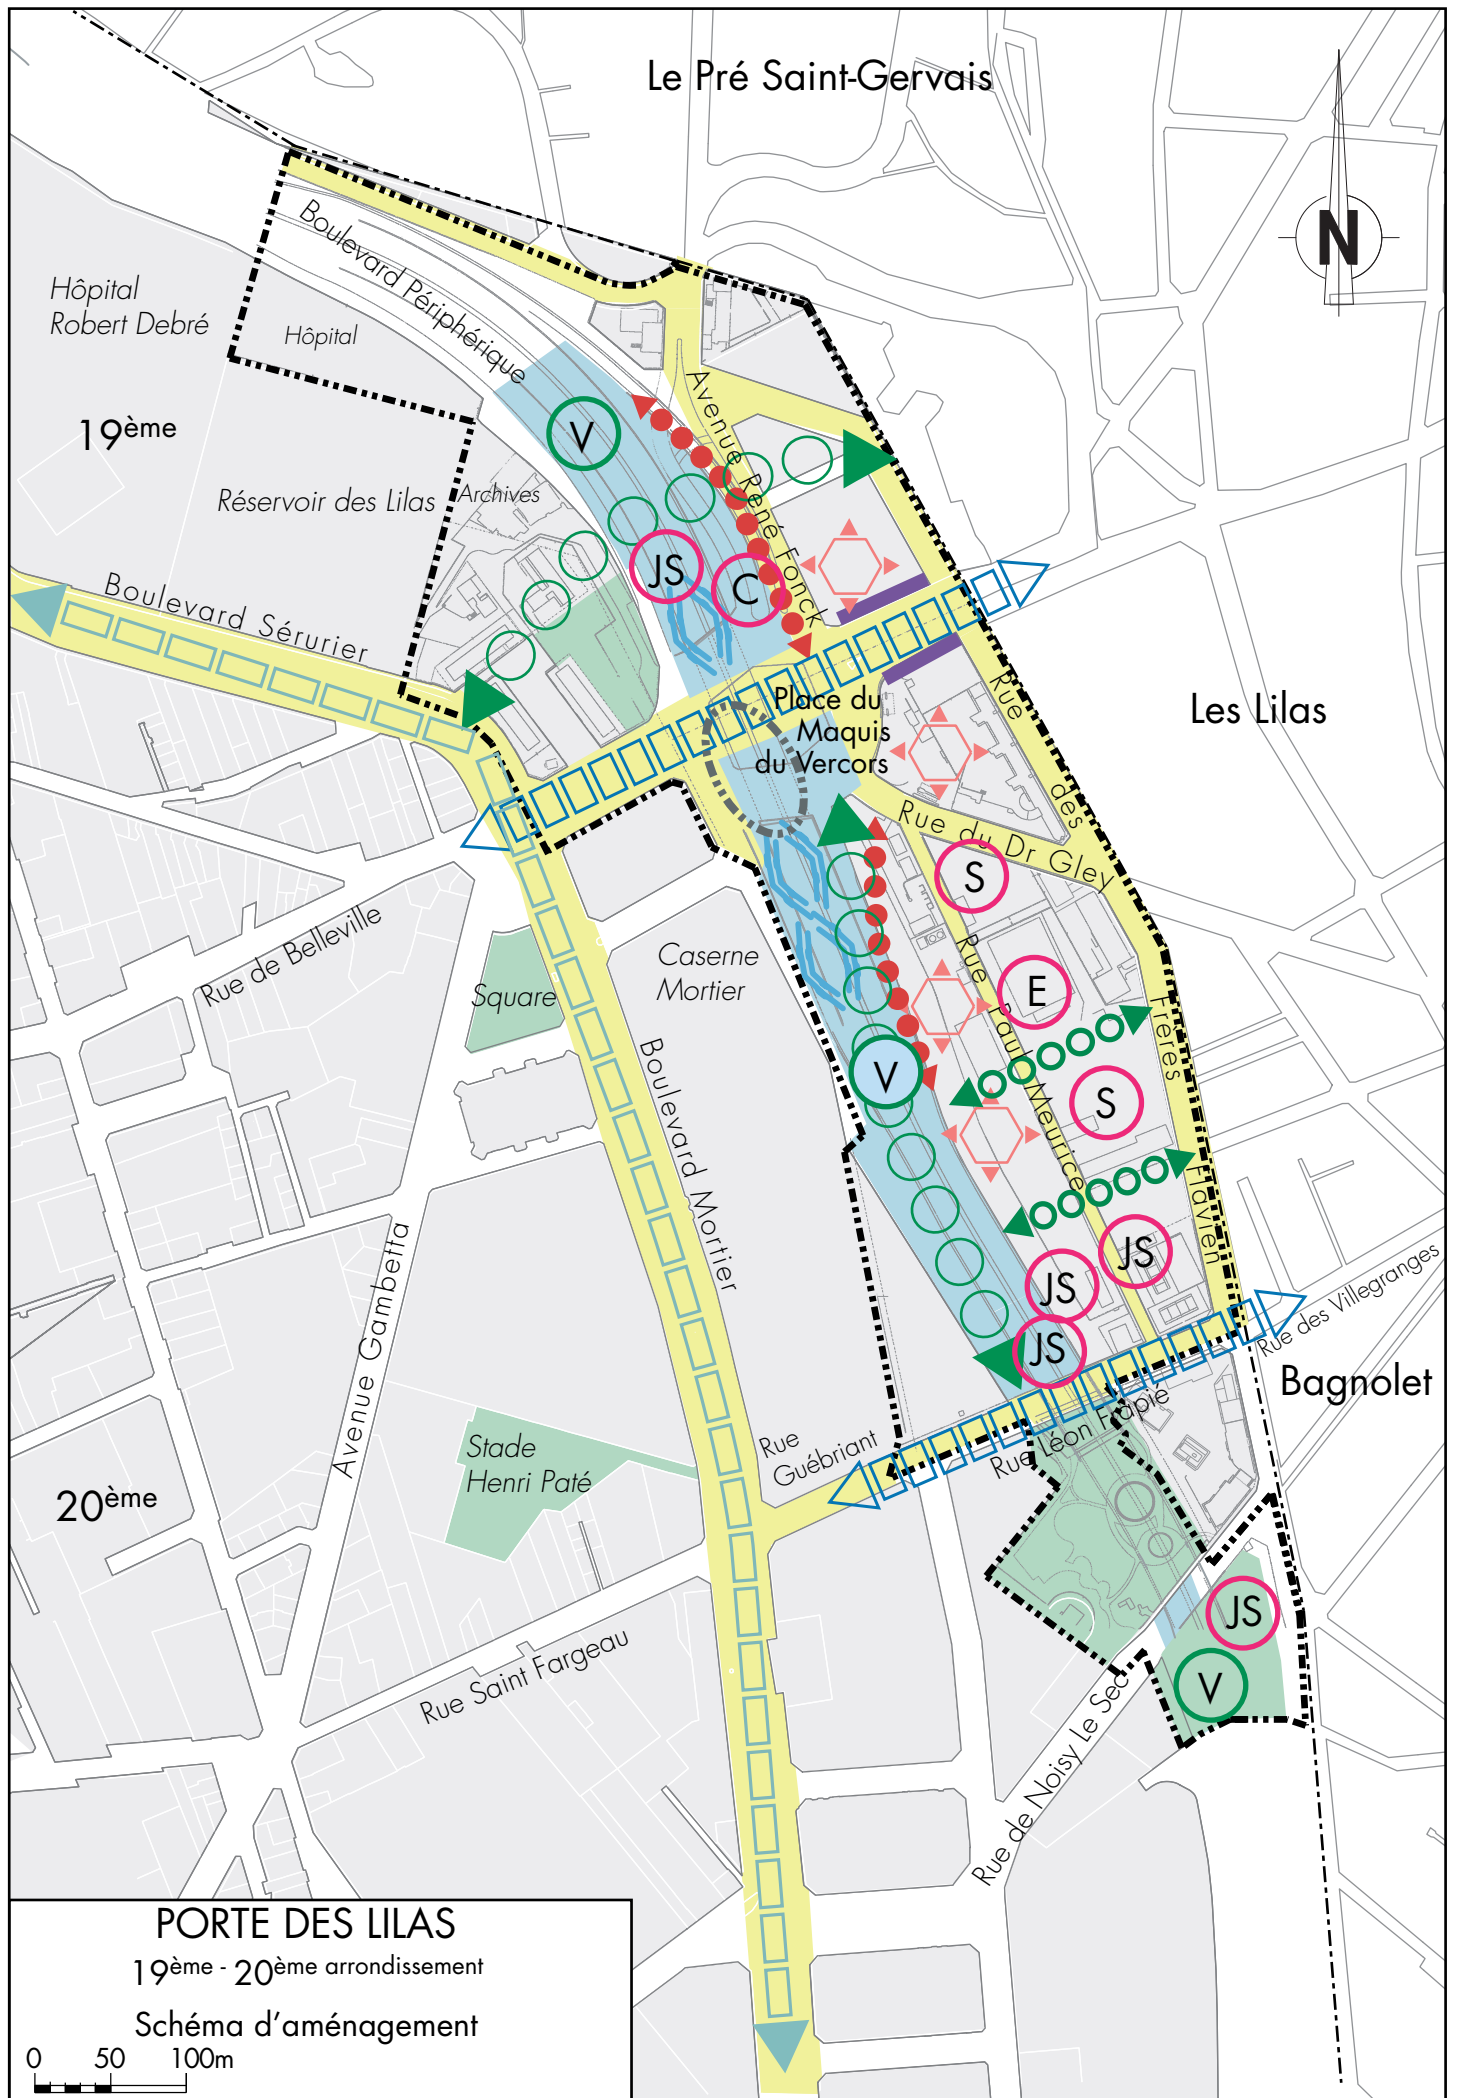 Le Pré Saint-Gervais
N
Boulevard Périphérique
Hôpital
Robert Debré
Hôpital
19ème
V
Avenue René Fonck
Réservoir des Lilas
Archives
JS
C
Boulevard Sérurier
Place du
Maquis
du Vercors
Rue des Frères Flavien
Les Lilas
Rue du Dr Gley
S
Rue de Belleville
Caserne
Mortier
Square
Rue Paul Meurice
E
V
S
Boulevard Mortier
Avenue Gambetta
JS
JS
JS
Rue des Villegranges
Bagnolet
Rue
Guébriant
Rue Léon Frapié
Stade
Henri Paté
20ème
JS
V
Rue Saint Fargeau
Rue de Noisy Le Sec
PORTE DES LILAS
19ème - 20ème arrondissement
Schéma d'aménagement
0 50 100m